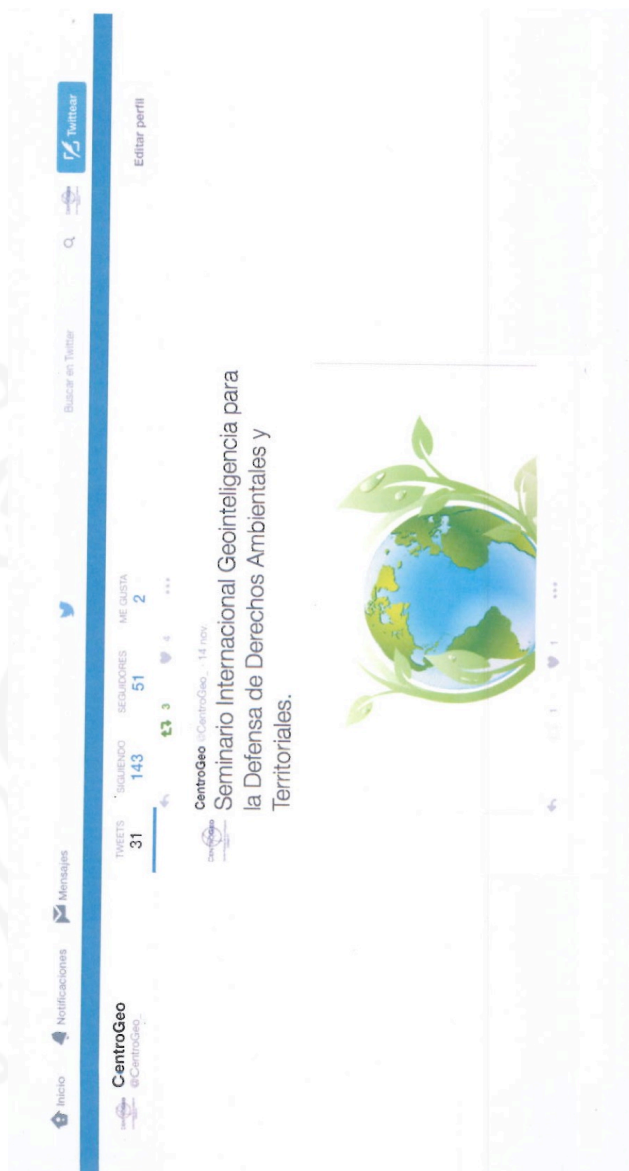 Inicio
Notificaciones
Mensajes
Buscar en Twitter
Twittear
CentroGeo
@CentroGeo_
TWEETS
31
SIGUIENDO
143
SEGUIDORES
51
ME GUSTA
2
Editar perfil
3
4
CentroGeo @CentroGeo_ · 14 nov.
Seminario Internacional Geointeligencia para
la Defensa de Derechos Ambientales y
Territoriales.
1
1